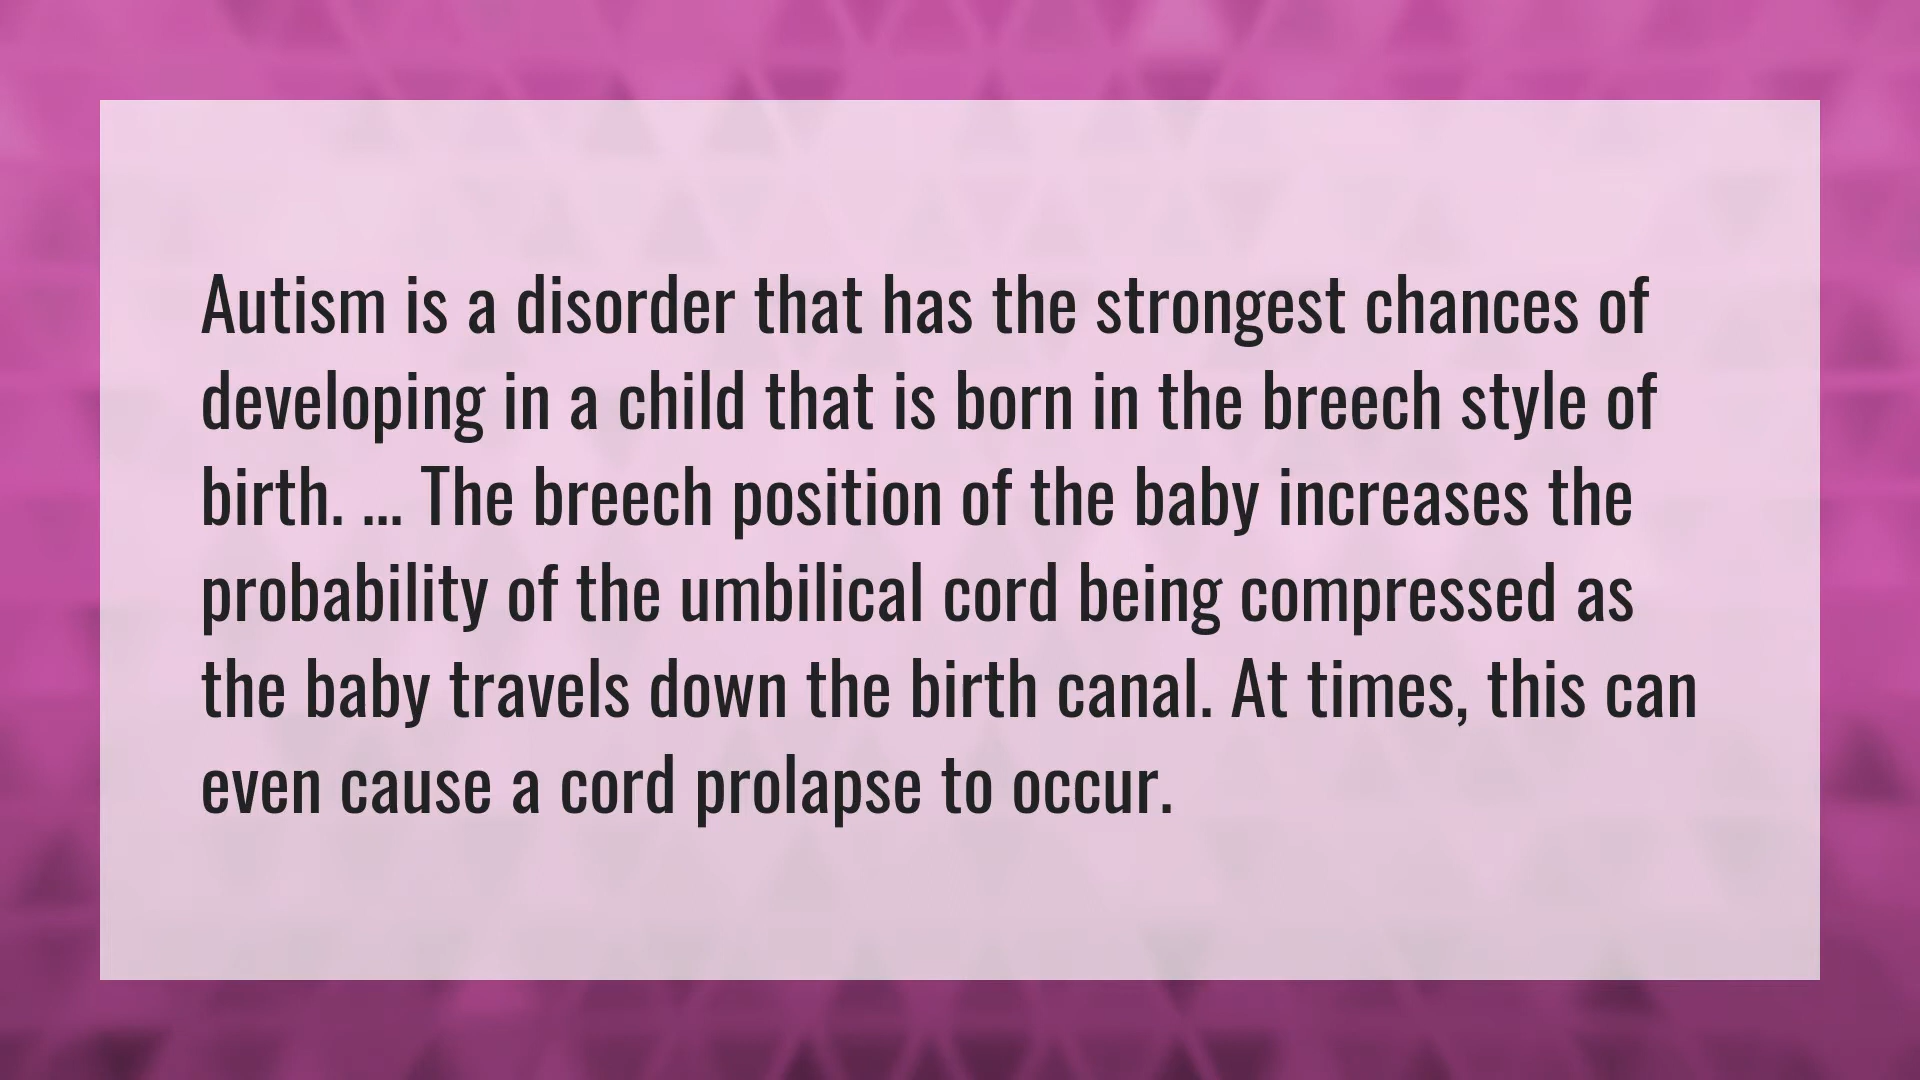 Autism is a disorder that has the strongest chances of
developing in a child that is born in the breech style of
birth. ... The breech position of the baby increases the
probability of the umbilical cord being compressed as
the baby travels down the birth canal. At times, this can
even cause a cord prolapse to occur.